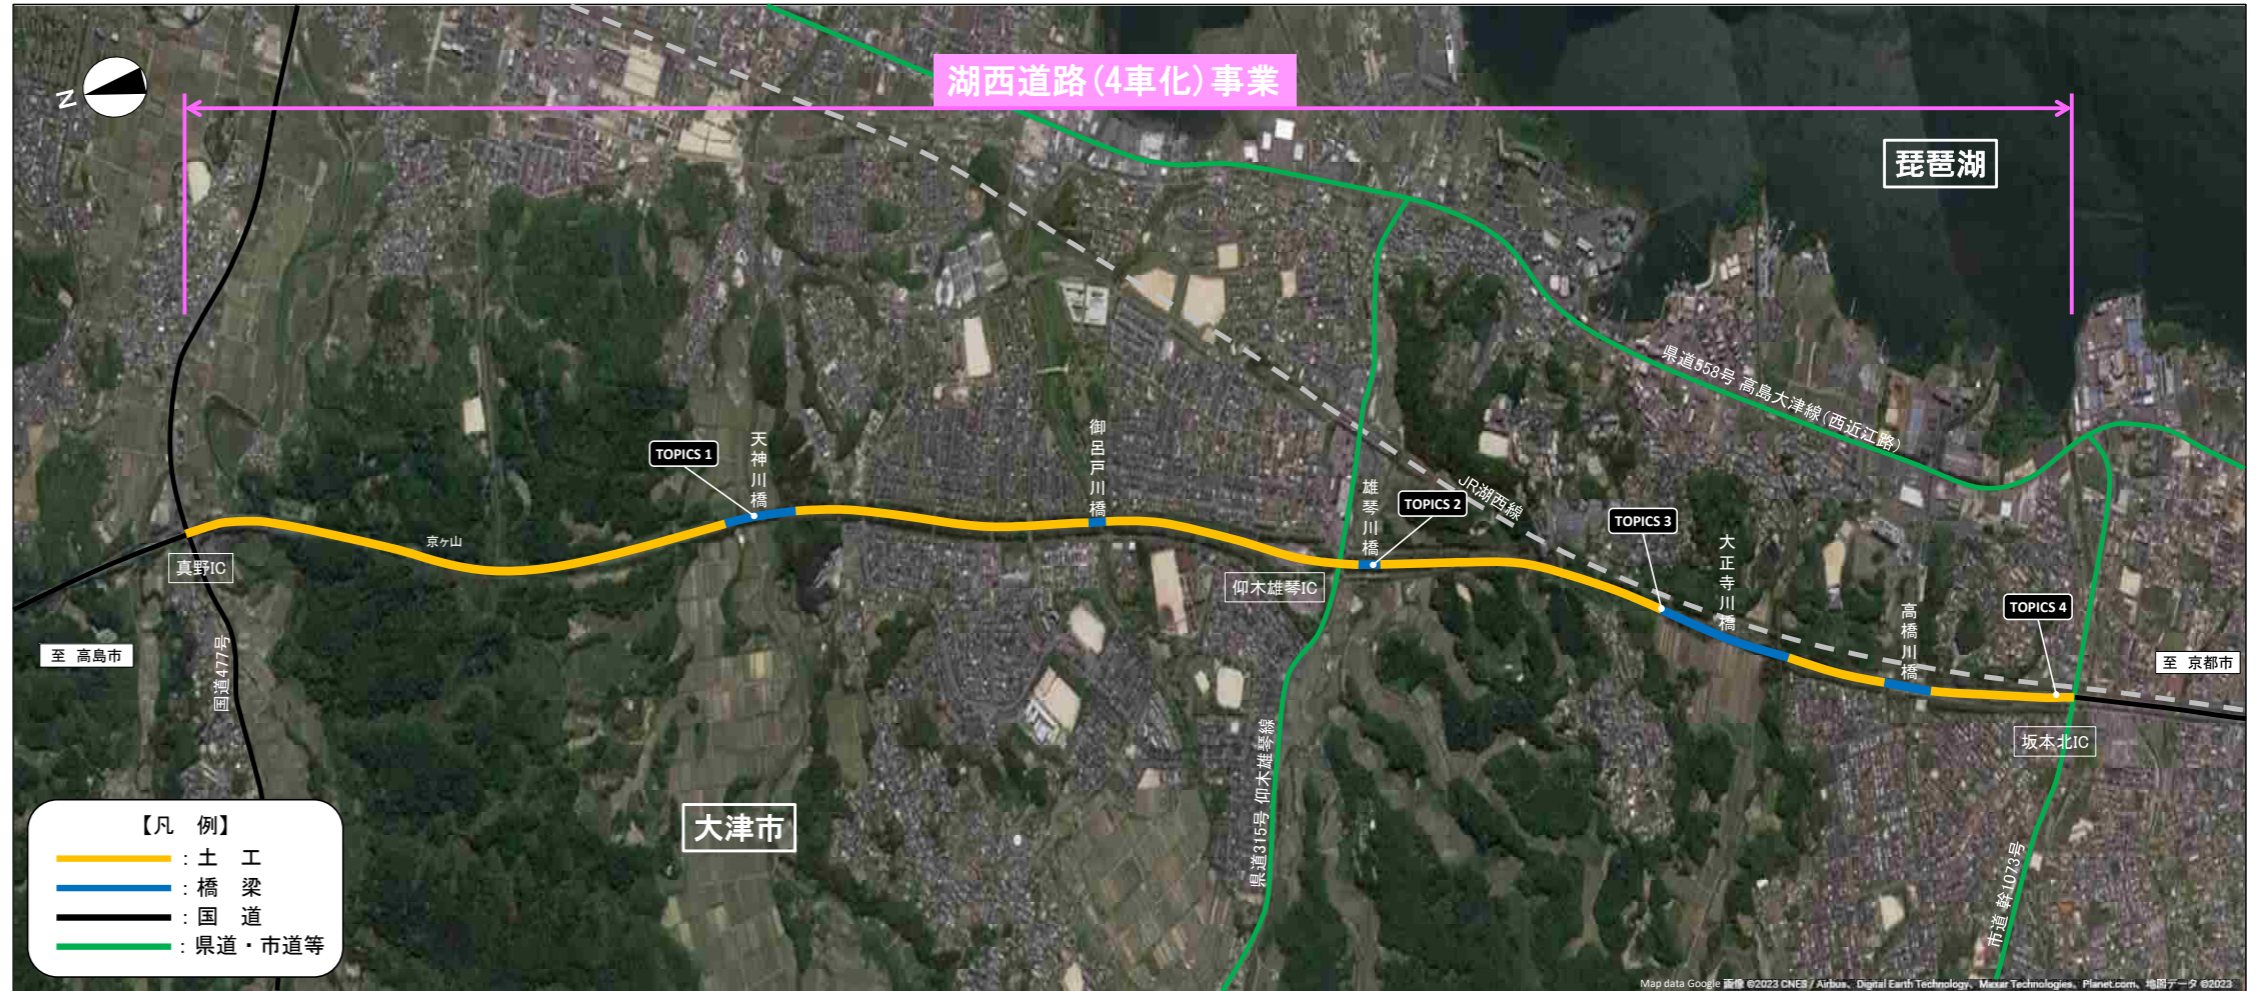 湖西道路(4車化)事業
N
琵琶湖
県道558号 高島大津線(西近江路)
TOPICS 1
天神川橋
御呂戸川橋
雄琴川橋
TOPICS 2
JR湖西線
TOPICS 3
大正寺川橋
高橋川橋
TOPICS 4
京ヶ山
真野IC
仰木雄琴IC
坂本北IC
至 高島市
至 京都市
国道477号
県道315号 仰木雄琴線
市道 幹1073号
大津市
【凡 例】
:土 工
:橋 梁
:国 道
:県道・市道等
Map data Google 画像 ©2023 CNES / Airbus、Digital Earth Technology、Maxar Technologies、Planet.com、地図データ ©2023